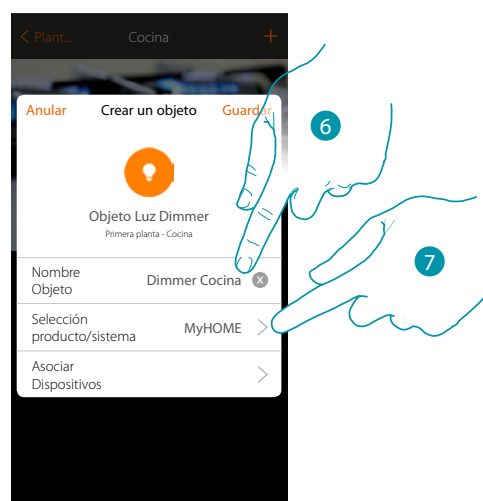 Plant...
Cocina
+
Anular
Crear un objeto
Guardar
6
Objeto Luz Dimmer
Primera planta - Cocina
7
Nombre
Objeto
Dimmer Cocina
X
Selección
producto/sistema
MyHOME
Asociar
Dispositivos